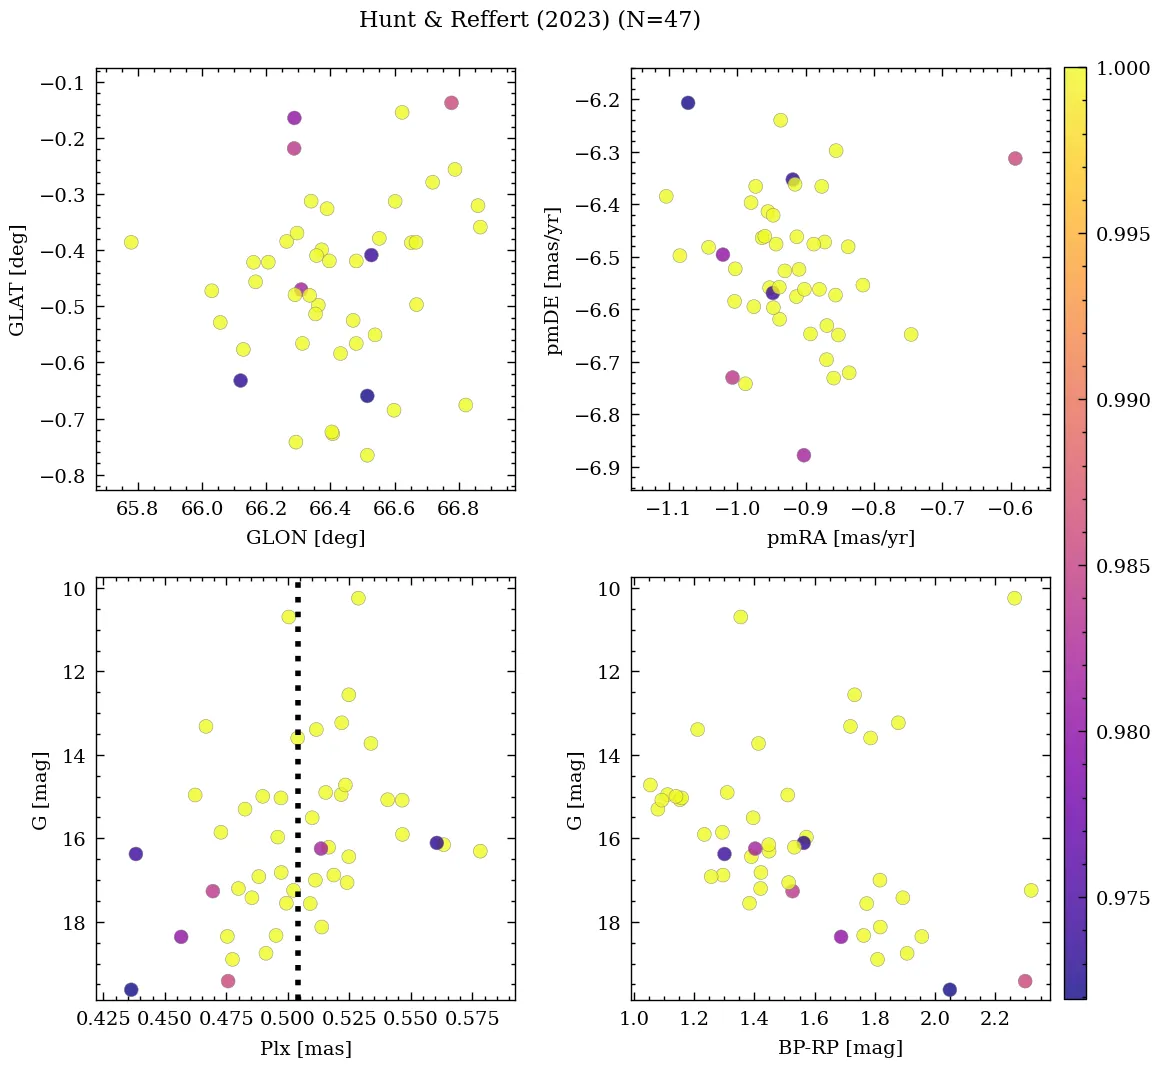 Hunt & Reffert (2023) (N=47)
−0.1
−0.2
−0.3
−0.4
−0.5
−0.6
−0.7
−0.8
GLAT [deg]
65.8 66.0 66.2 66.4 66.6 66.8
GLON [deg]
−6.2
−6.3
−6.4
−6.5
−6.6
−6.7
−6.8
−6.9
pmDE [mas/yr]
−1.1 −1.0 −0.9 −0.8 −0.7 −0.6
pmRA [mas/yr]
1.000
0.995
0.990
0.985
0.980
0.975
10
12
14
16
18
G [mag]
0.425 0.450 0.475 0.500 0.525 0.550 0.575
Plx [mas]
10
12
14
16
18
G [mag]
1.0 1.2 1.4 1.6 1.8 2.0 2.2
BP-RP [mag]